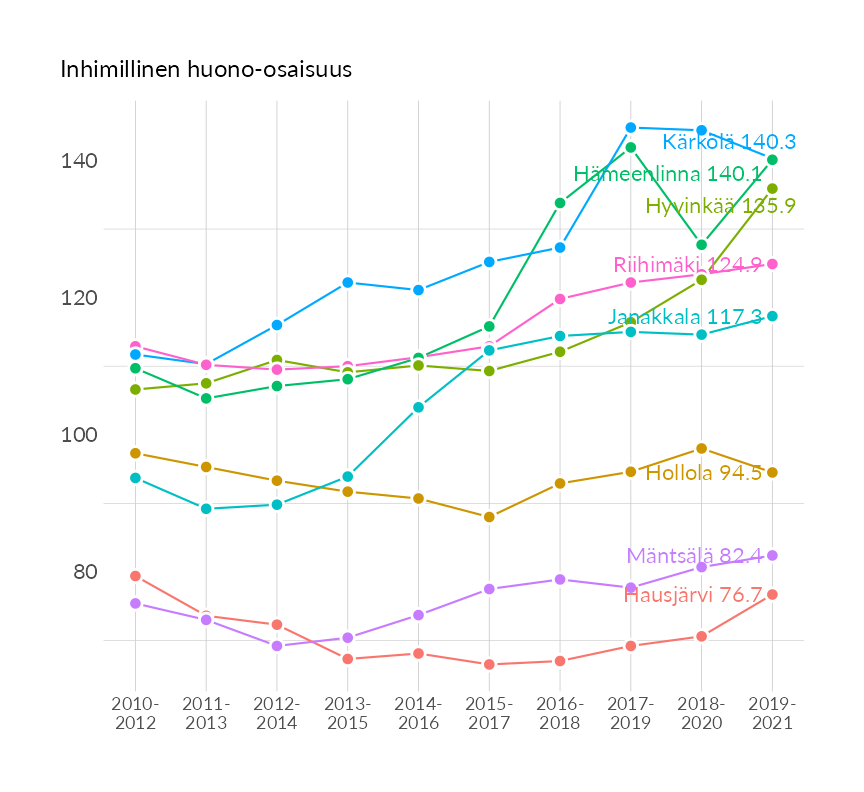 Inhimillinen huono-osaisuus
140
120
100
80
Kärkölä 140.3
Hämeenlinna 140.1
Hyvinkää 135.9
Riihimäki 124.9
Janakkala 117.3
Hollola 94.5
Mäntsälä 82.4
Hausjärvi 76.7
2010-
2012
2011-
2013
2012-
2014
2013-
2015
2014-
2016
2015-
2017
2016-
2018
2017-
2019
2018-
2020
2019-
2021